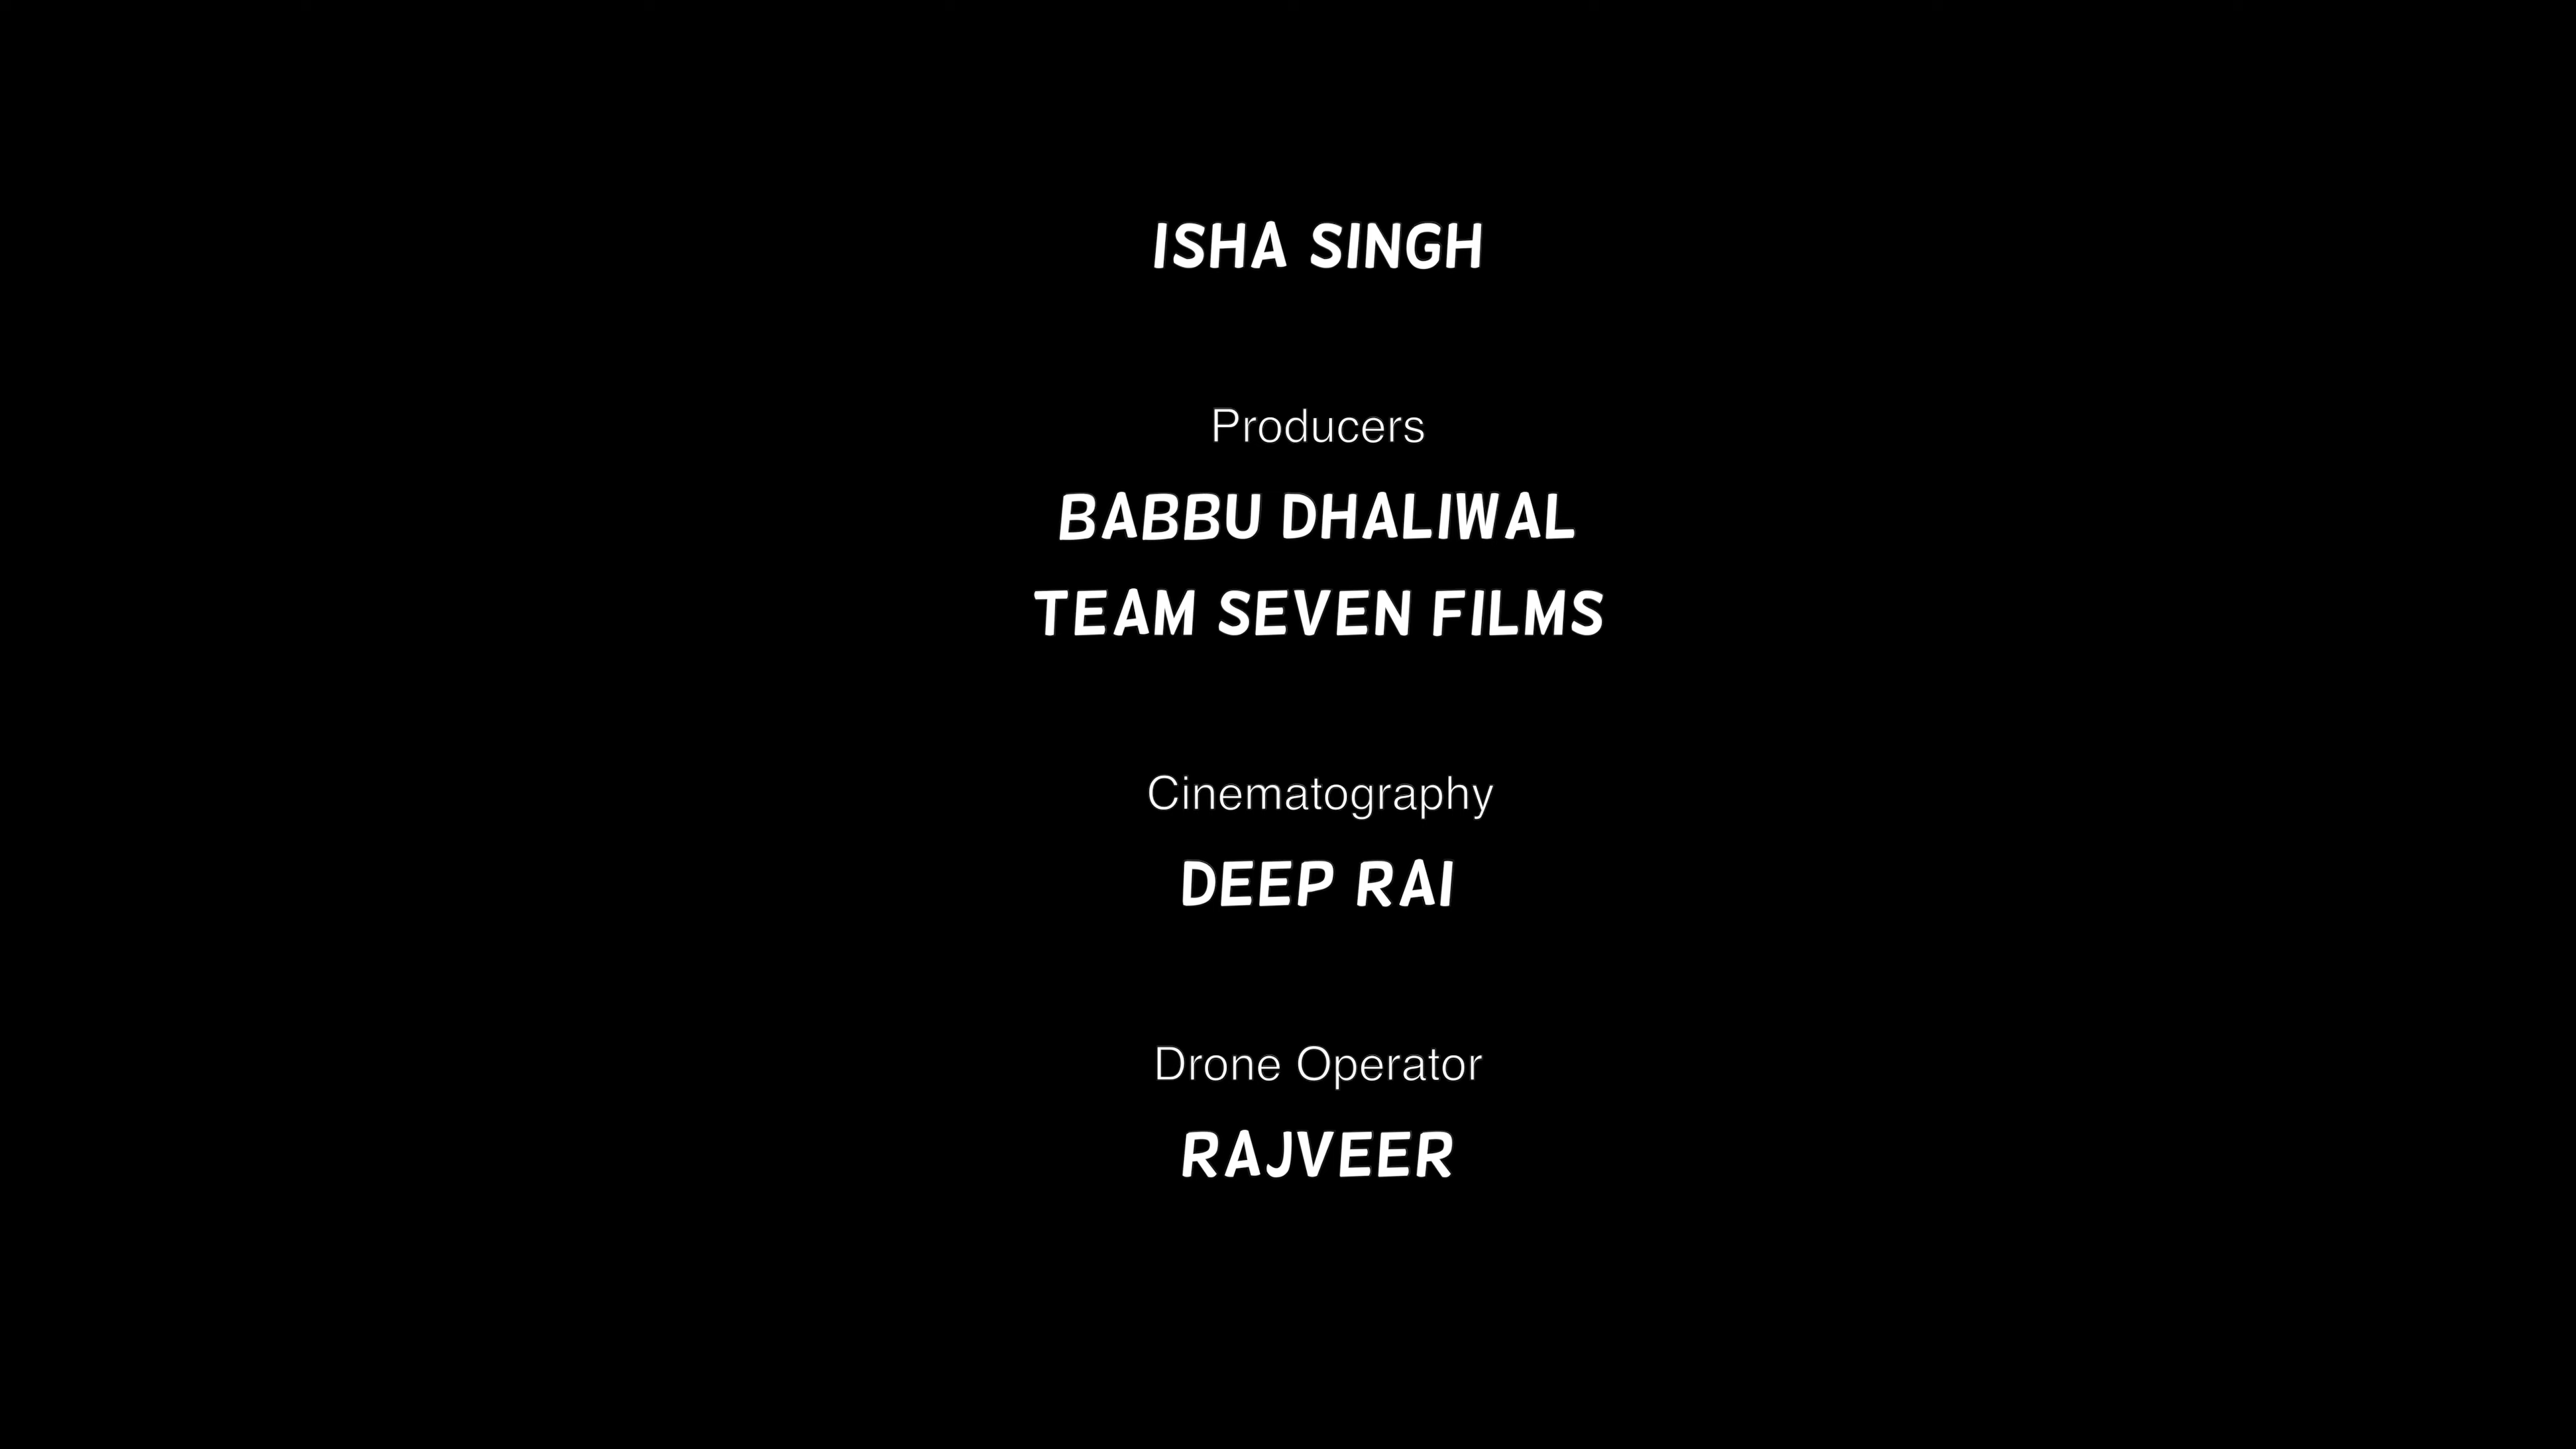 ISHA SINGH
Producers
BABBU DHALIWAL
TEAM SEVEN FILMS
Cinematography
DEEP RAI
Drone Operator
RAJVEER